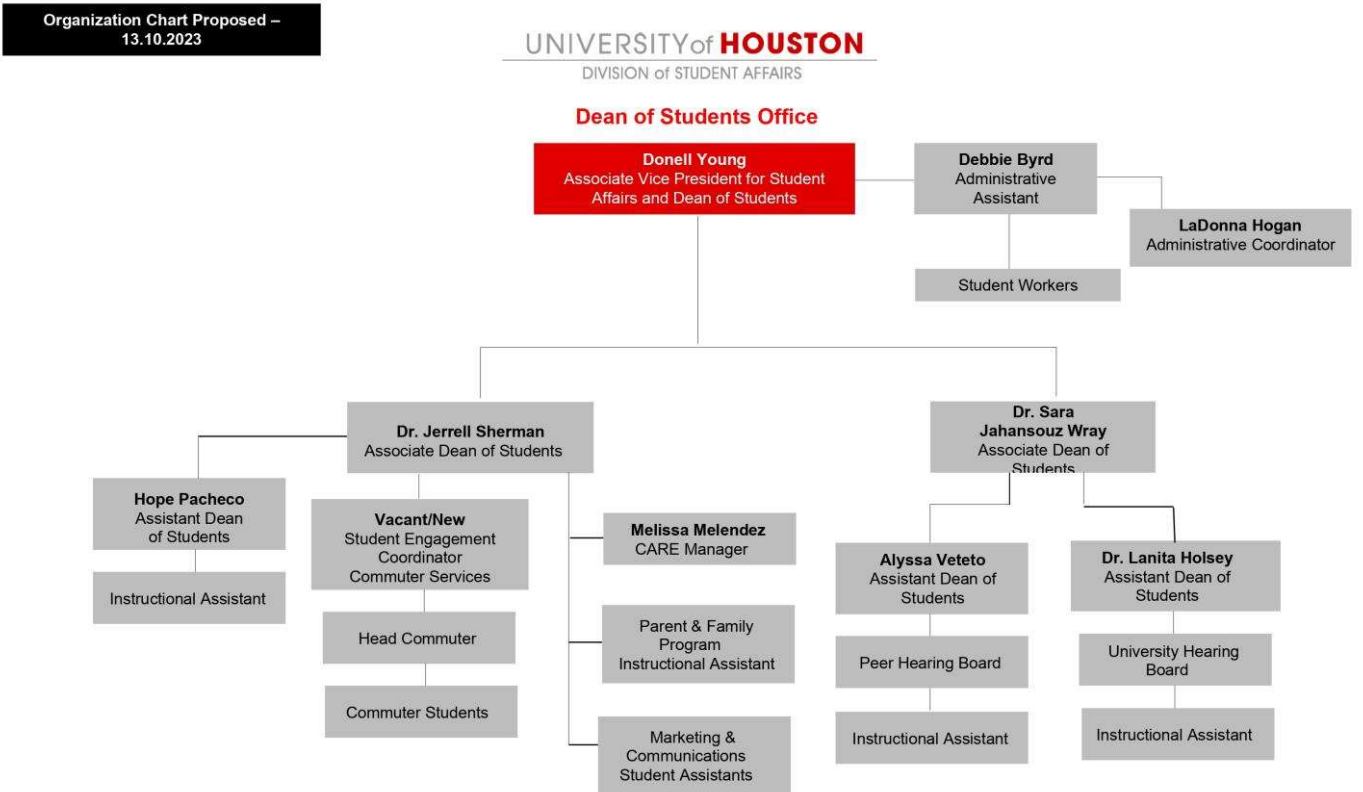 Organization Chart Proposed –
13.10.2023
UNIVERSITY of HOUSTON
DIVISION of STUDENT AFFAIRS
Dean of Students Office
Donell Young
Associate Vice President for Student
Affairs and Dean of Students
Debbie Byrd
Administrative
Assistant
LaDonna Hogan
Administrative Coordinator
Student Workers
Dr. Jerrell Sherman
Associate Dean of Students
Dr. Sara
Jahansouz Wray
Associate Dean of
Students
Hope Pacheco
Assistant Dean
of Students
Instructional Assistant
Vacant/New
Student Engagement
Coordinator
Commuter Services
Head Commuter
Commuter Students
Melissa Melendez
CARE Manager
Parent & Family
Program
Instructional Assistant
Marketing &
Communications
Student Assistants
Alyssa Veteto
Assistant Dean of
Students
Peer Hearing Board
Instructional Assistant
Dr. Lanita Holsey
Assistant Dean of
Students
University Hearing
Board
Instructional Assistant